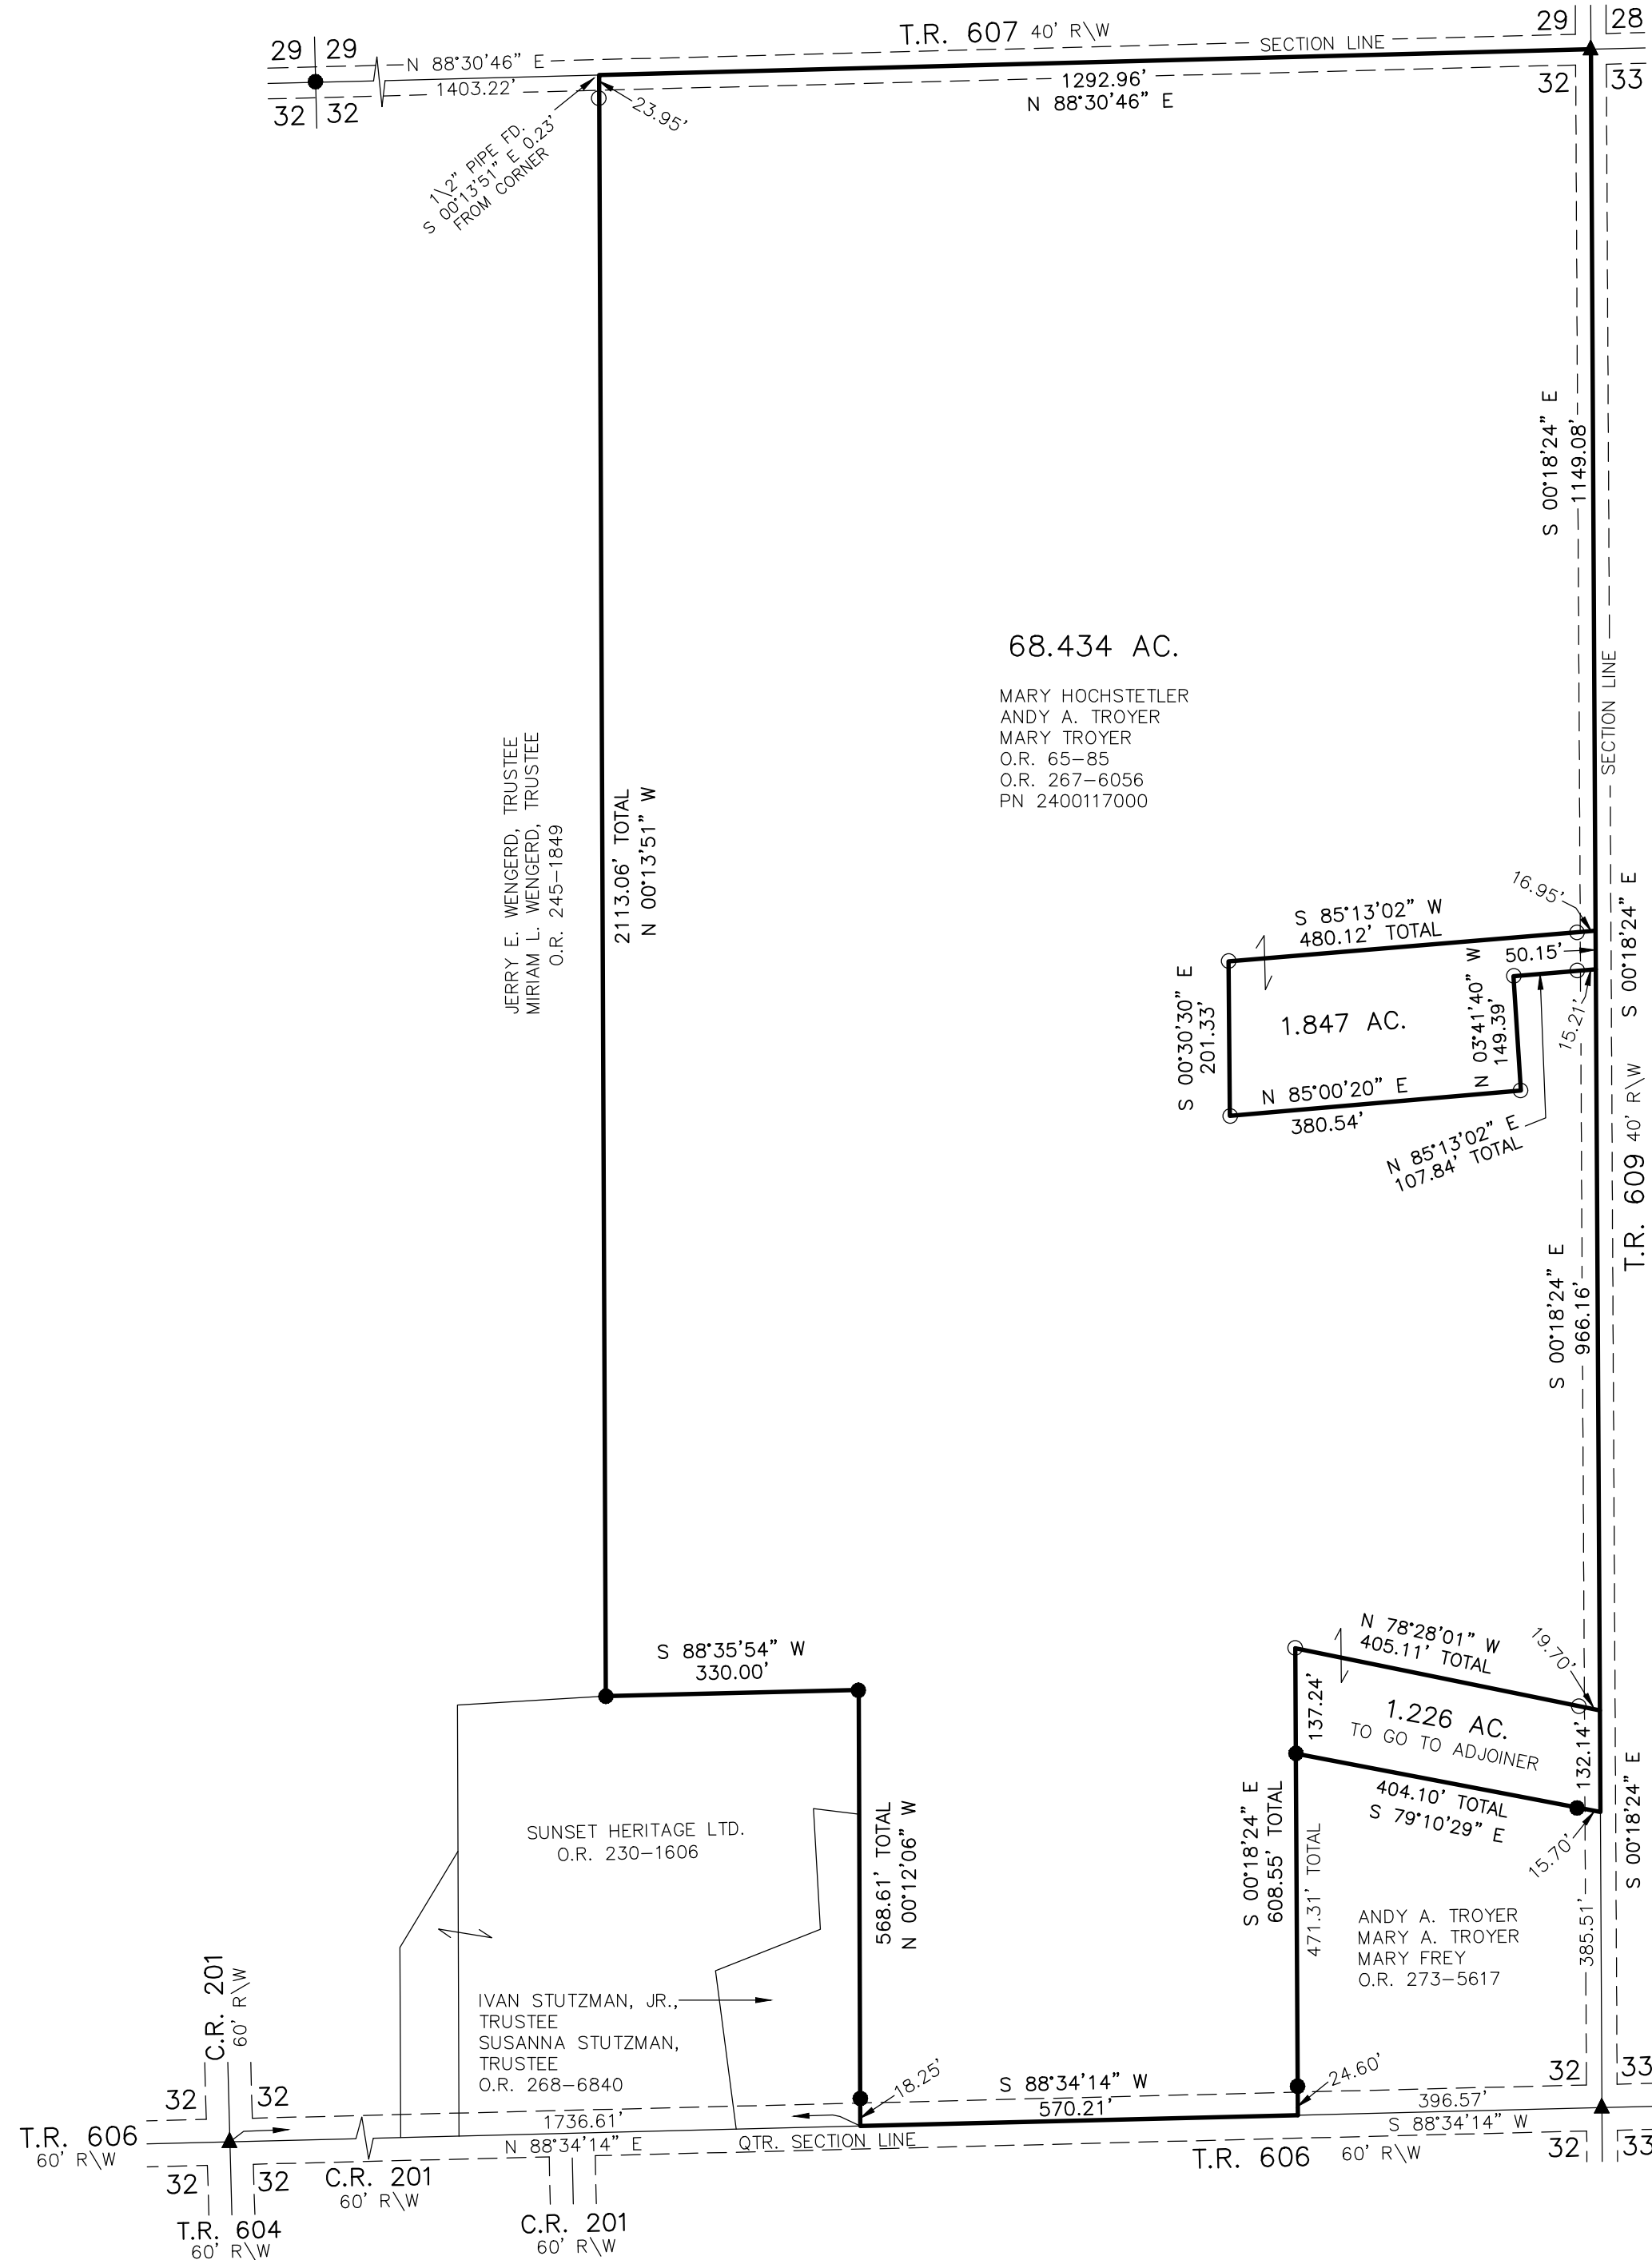 29 29
32 32
N 88°30'46" E
1403.22'
T.R. 607 40' R\W
SECTION LINE
1292.96'
N 88°30'46" E
29 28
32 33
23.95'
1\2" PIPE FD.
S 00°13'51" E 0.23'
FROM CORNER
S 00°18'24" E
1149.08'
68.434 AC.
MARY HOCHSTETLER
ANDY A. TROYER
MARY TROYER
O.R. 65-85
O.R. 267-6056
PN 2400117000
SECTION LINE
JERRY E. WENGERD, TRUSTEE
MIRIAM L. WENGERD, TRUSTEE
O.R. 245-1849
2113.06' TOTAL
N 00°13'51" W
16.95'
S 85°13'02" W
480.12' TOTAL
50.15'
S 00°18'24" E
S 00°30'30" E
201.33'
1.847 AC.
N 03°41'40" W
149.39'
15.21'
N 85°00'20" E
380.54'
N 85°13'02" E
107.84' TOTAL
T.R. 609 40' R\W
S 00°18'24" E
966.16'
S 88°35'54" W
330.00'
N 78°28'01" W
405.11' TOTAL
19.70'
137.24'
1.226 AC.
TO GO TO ADJOINER
132.14'
404.10' TOTAL
S 79°10'29" E
15.70'
S 00°18'24" E
S 00°18'24" E
608.55' TOTAL
471.31' TOTAL
568.61' TOTAL
N 00°12'06" W
SUNSET HERITAGE LTD.
O.R. 230-1606
ANDY A. TROYER
MARY A. TROYER
MARY FREY
O.R. 273-5617
385.51'
C.R. 201
60' R\W
IVAN STUTZMAN, JR.,
TRUSTEE
SUSANNA STUTZMAN,
TRUSTEE
O.R. 268-6840
18.25'
S 88°34'14" W
570.21'
24.60'
396.57'
S 88°34'14" W
32 33
32 33
32 32
32 32
T.R. 606
60' R\W
1736.61'
N 88°34'14" E
QTR. SECTION LINE
T.R. 606 60' R\W
C.R. 201
60' R\W
T.R. 604
60' R\W
C.R. 201
60' R\W